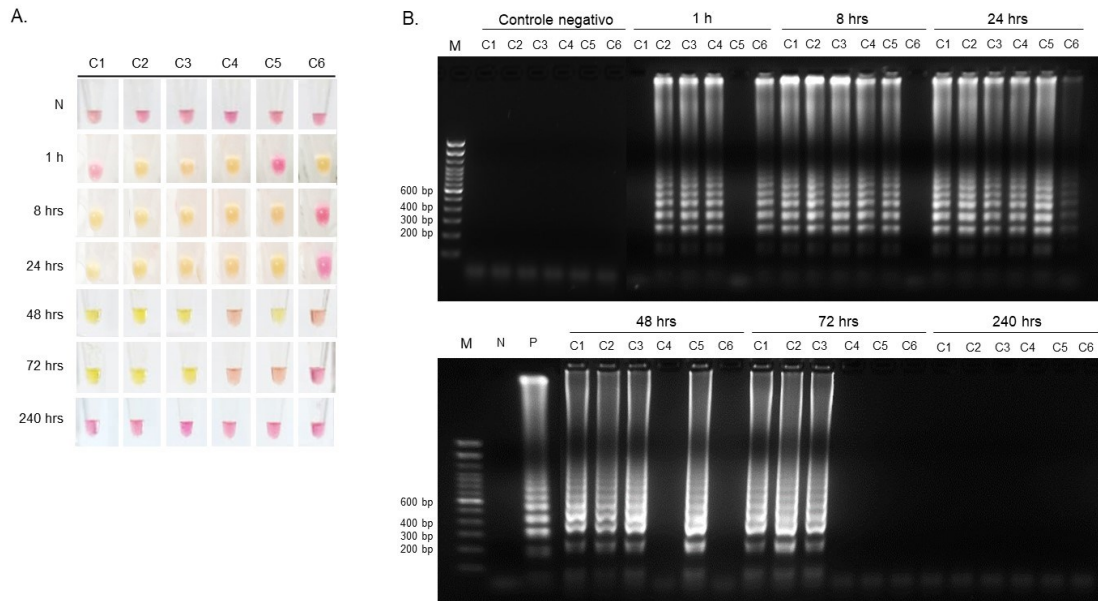 A.
C1 C2 C3 C4 C5 C6
N
1 h
8 hrs
24 hrs
48 hrs
72 hrs
240 hrs
B.
Controle negativo 1 h 8 hrs 24 hrs
M C1 C2 C3 C4 C5 C6 C1 C2 C3 C4 C5 C6 C1 C2 C3 C4 C5 C6 C1 C2 C3 C4 C5 C6
600 bp
400 bp
300 bp
200 bp
48 hrs 72 hrs 240 hrs
M N P C1 C2 C3 C4 C5 C6 C1 C2 C3 C4 C5 C6 C1 C2 C3 C4 C5 C6
600 bp
400 bp
300 bp
200 bp